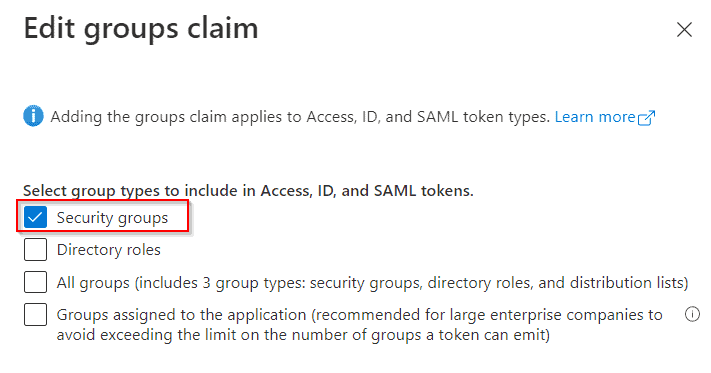 Edit groups claim
Adding the groups claim applies to Access, ID, and SAML token types. Learn more
Select group types to include in Access, ID, and SAML tokens.
Security groups
Directory roles
All groups (includes 3 group types: security groups, directory roles, and distribution lists)
Groups assigned to the application (recommended for large enterprise companies to
avoid exceeding the limit on the number of groups a token can emit)